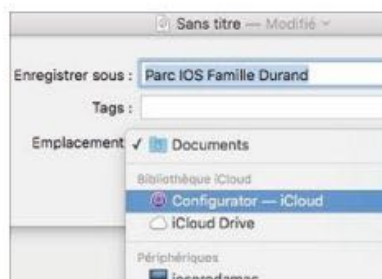 Sans titre — Modifié
Enregistrer sous : Parc IOS Famille Durand
Tags :
Emplacement ✓ Documents
Bibliothèque iCloud
Configurator — iCloud
iCloud Drive
Périphériques